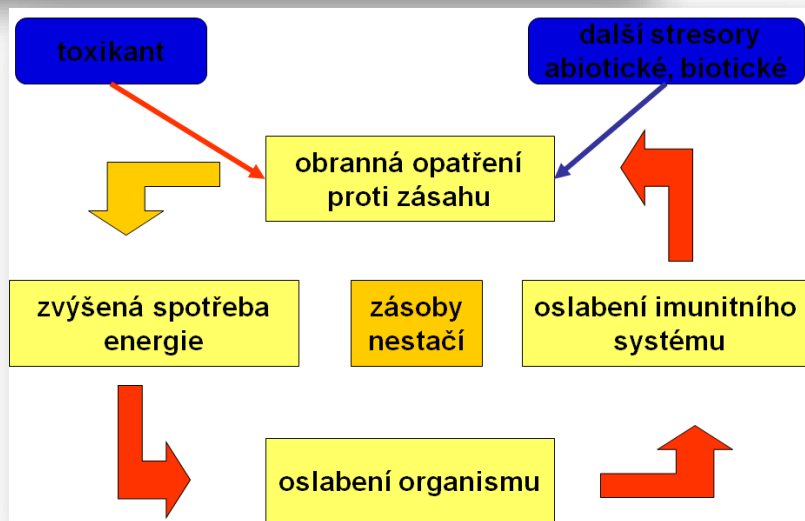 toxikant
další stresory
abiotické, biotické
obranná opatření
proti zásahu
zvýšená spotřeba
energie
zásoby
nestačí
oslabení imunitního
systému
oslabení organismu